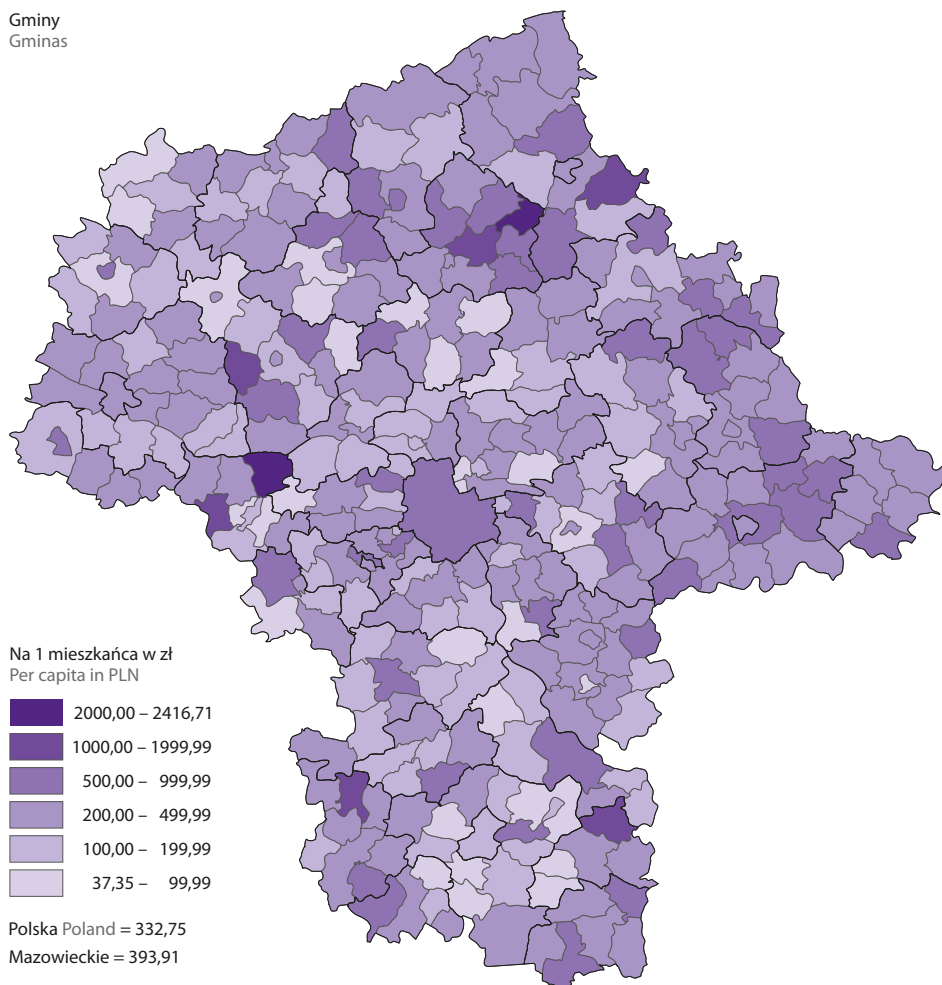 Gminy
Gminas
Na 1 mieszkańca w zł
Per capita in PLN
2000,00 – 2416,71
1000,00 – 1999,99
500,00 – 999,99
200,00 – 499,99
100,00 – 199,99
37,35 – 99,99
Polska Poland = 332,75
Mazowieckie = 393,91